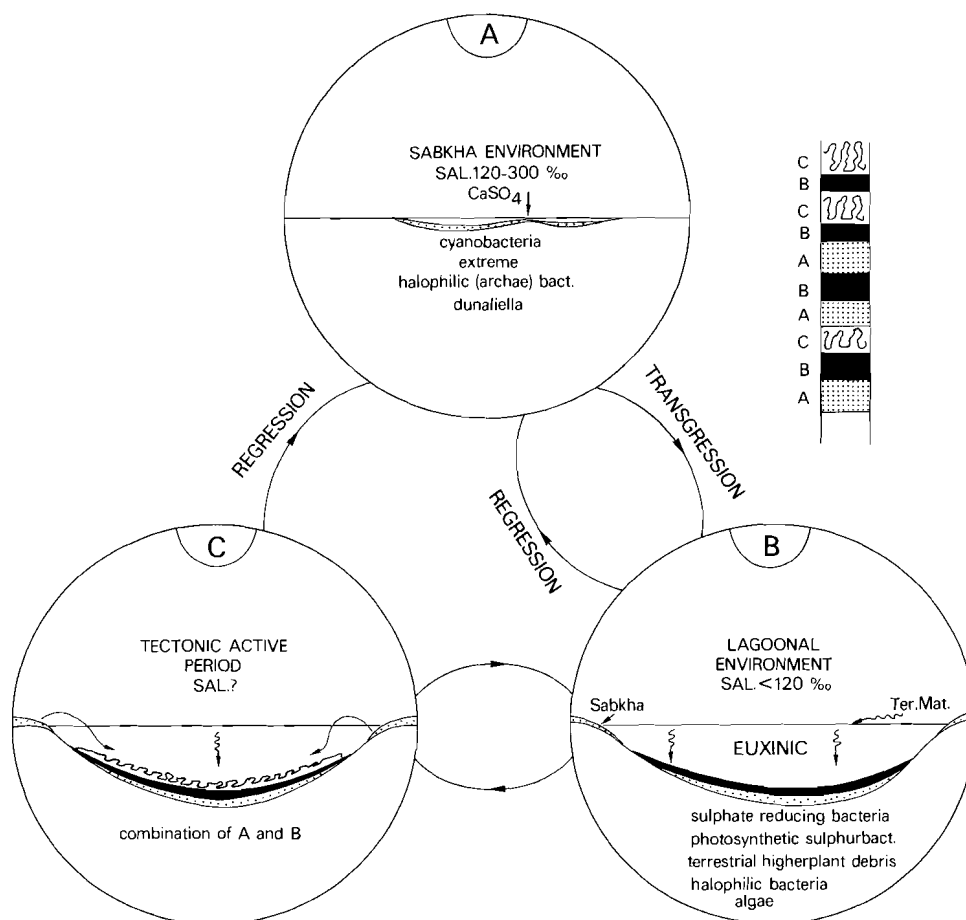 A
SABKHA ENVIRONMENT
SAL.120-300 ‰
CaSO4
cyanobacteria
extreme
halophilic (archae) bact.
dunaliella
C
B
C
B
A
B
A
C
B
A
REGRESSION
TRANSGRESSION
REGRESSION
C
TECTONIC ACTIVE
PERIOD
SAL.?
combination of A and B
B
LAGOONAL
ENVIRONMENT
SAL.<120 ‰
Sabkha
Ter.Mat.
EUXINIC
sulphate reducing bacteria
photosynthetic sulphurbact.
terrestrial higherplant debris
halophilic bacteria
algae